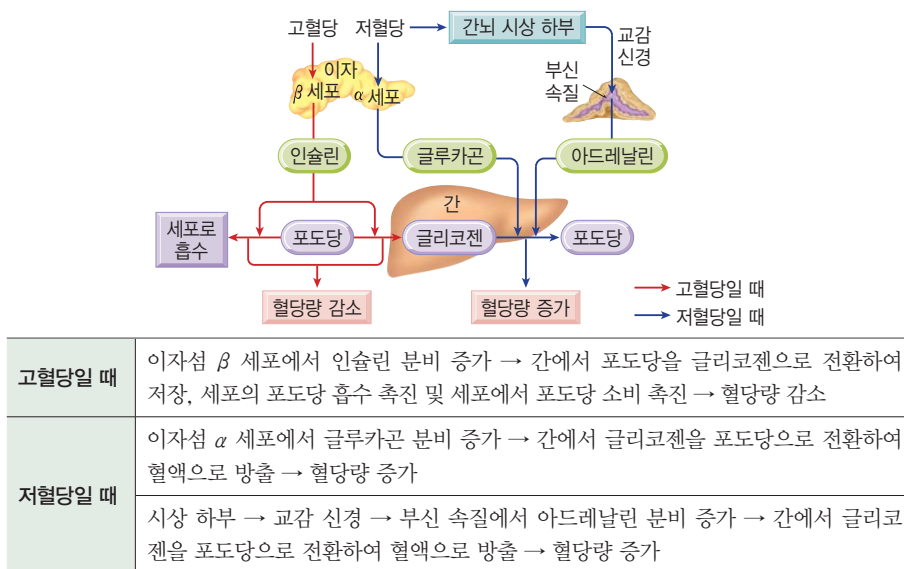 고혈당 저혈당 간뇌 시상 하부
교감
신경
이자
β 세포 α 세포
부신
속질
인슐린 글루카곤 아드레날린
간
세포로
흡수
포도당 글리코젠 포도당
혈당량 감소 혈당량 증가
고혈당일 때
저혈당일 때
고혈당일 때
이자섬 β 세포에서 인슐린 분비 증가 → 간에서 포도당을 글리코젠으로 전환하여
저장, 세포의 포도당 흡수 촉진 및 세포에서 포도당 소비 촉진 → 혈당량 감소
저혈당일 때
이자섬 α 세포에서 글루카곤 분비 증가 → 간에서 글리코젠을 포도당으로 전환하여
혈액으로 방출 → 혈당량 증가
시상 하부 → 교감 신경 → 부신 속질에서 아드레날린 분비 증가 → 간에서 글리코
젠을 포도당으로 전환하여 혈액으로 방출 → 혈당량 증가